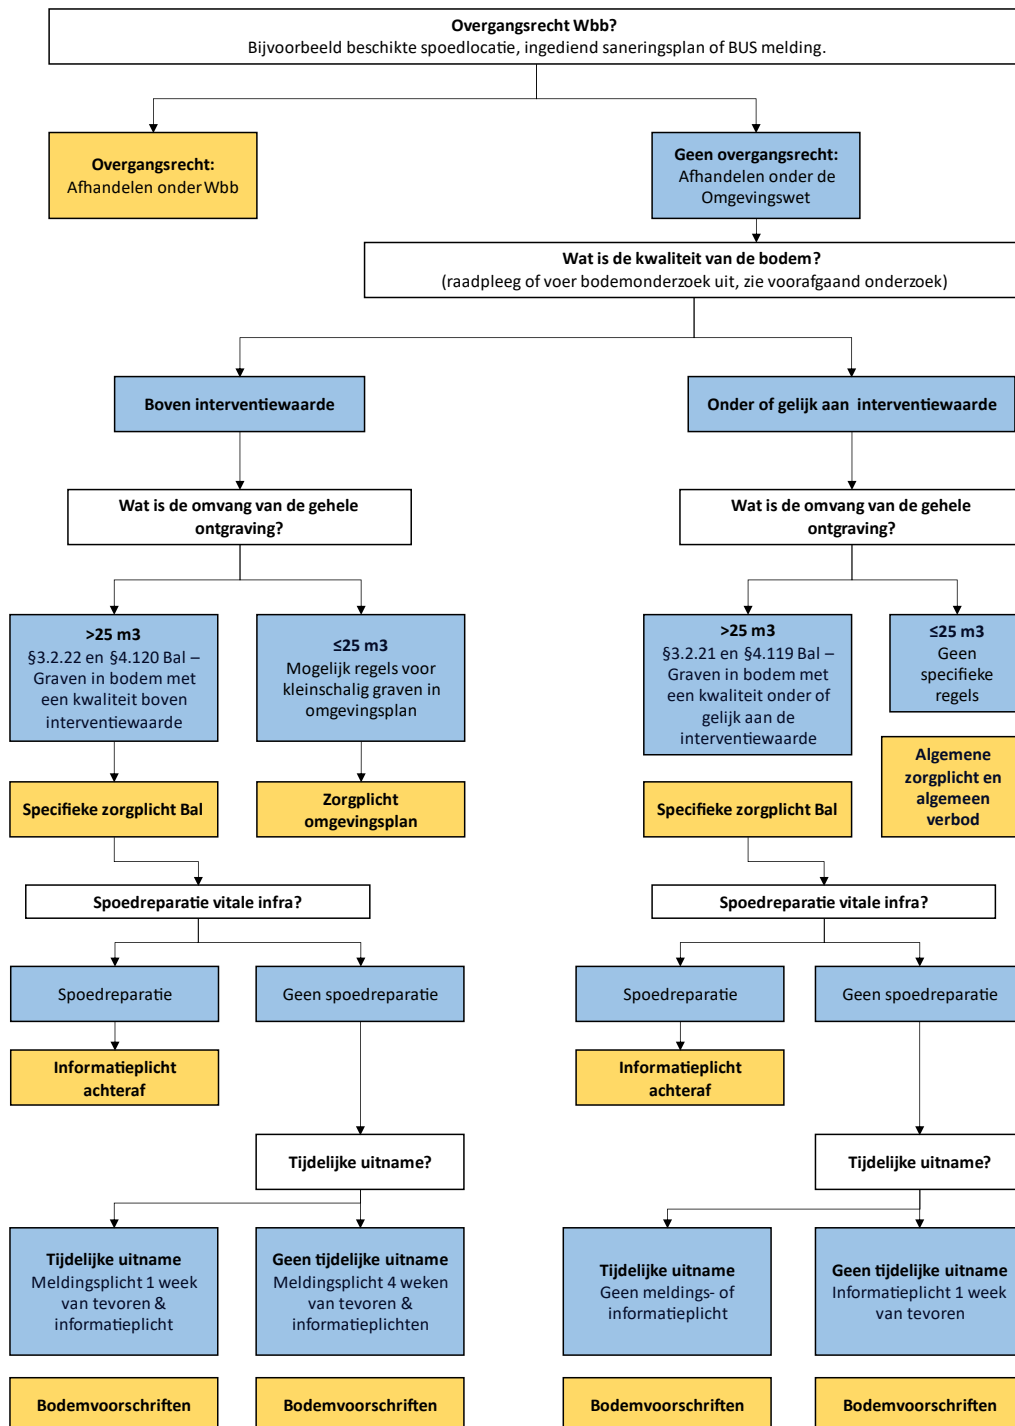 Overgangsrecht Wbb?
Bijvoorbeeld beschikte spoedlocatie, ingediend saneringsplan of BUS melding.
Overgangsrecht:
Afhandelen onder Wbb
Geen overgangsrecht:
Afhandelen onder de
Omgevingswet
Wat is de kwaliteit van de bodem?
(raadpleeg of voer bodemonderzoek uit, zie voorafgaand onderzoek)
Boven interventiewaarde
Onder of gelijk aan interventiewaarde
Wat is de omvang van de gehele
ontgraving?
Wat is de omvang van de gehele
ontgraving?
>25 m3
§3.2.22 en §4.120 Bal –
Graven in bodem met
een kwaliteit boven
interventiewaarde
≤25 m3
Mogelijk regels voor
kleinschalig graven in
omgevingsplan
>25 m3
§3.2.21 en §4.119 Bal –
Graven in bodem met
een kwaliteit onder of
gelijk aan de
interventiewaarde
≤25 m3
Geen
specifieke
regels
Specifieke zorgplicht Bal
Zorgplicht
omgevingsplan
Specifieke zorgplicht Bal
Algemene
zorgplicht en
algemeen
verbod
Spoedreparatie vitale infra?
Spoedreparatie vitale infra?
Spoedreparatie
Geen spoedreparatie
Spoedreparatie
Geen spoedreparatie
Informatieplicht
achteraf
Informatieplicht
achteraf
Tijdelijke uitname?
Tijdelijke uitname?
Tijdelijke uitname
Meldingsplicht 1 week
van tevoren &
informatieplicht
Geen tijdelijke uitname
Meldingsplicht 4 weken
van tevoren &
informatieplichten
Tijdelijke uitname
Geen meldings- of
informatieplicht
Geen tijdelijke uitname
Informatieplicht 1 week
van tevoren
Bodemvoorschriften
Bodemvoorschriften
Bodemvoorschriften
Bodemvoorschriften